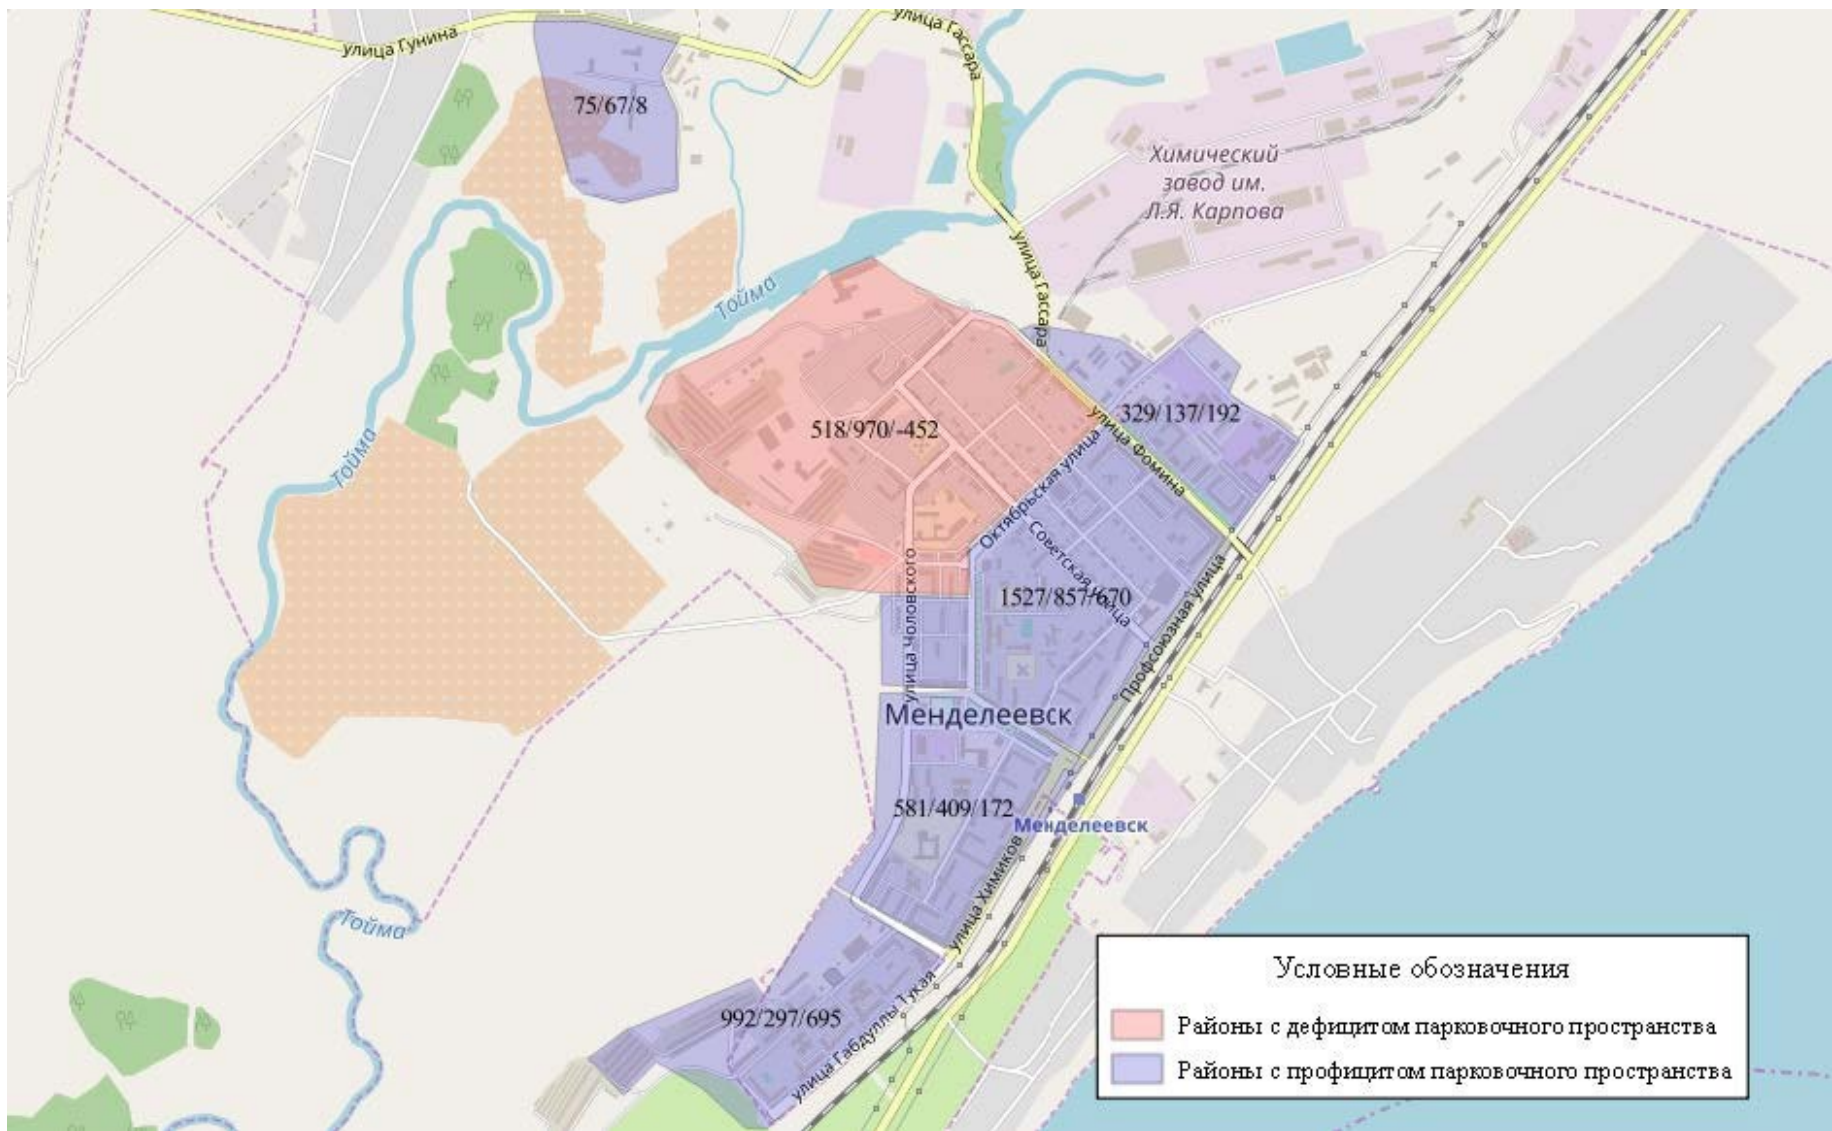 улица Гунина
улица Гассара
75/67/8
Химический
завод им.
Л.Я. Карпова
улица Гассара
Тойма
518/970/-452
329/137/192
улица Фомина
Октябрьская улица
Тойма
Советская улица
улица Чоловского
1527/857/670
Профсоюзная улица
Менделеевск
581/409/172
Менделеевск
улица Химиков
Тойма
992/297/695
улица Габдуллы Тукая
Условные обозначения
Районы с дефицитом парковочного пространства
Районы с профицитом парковочного пространства